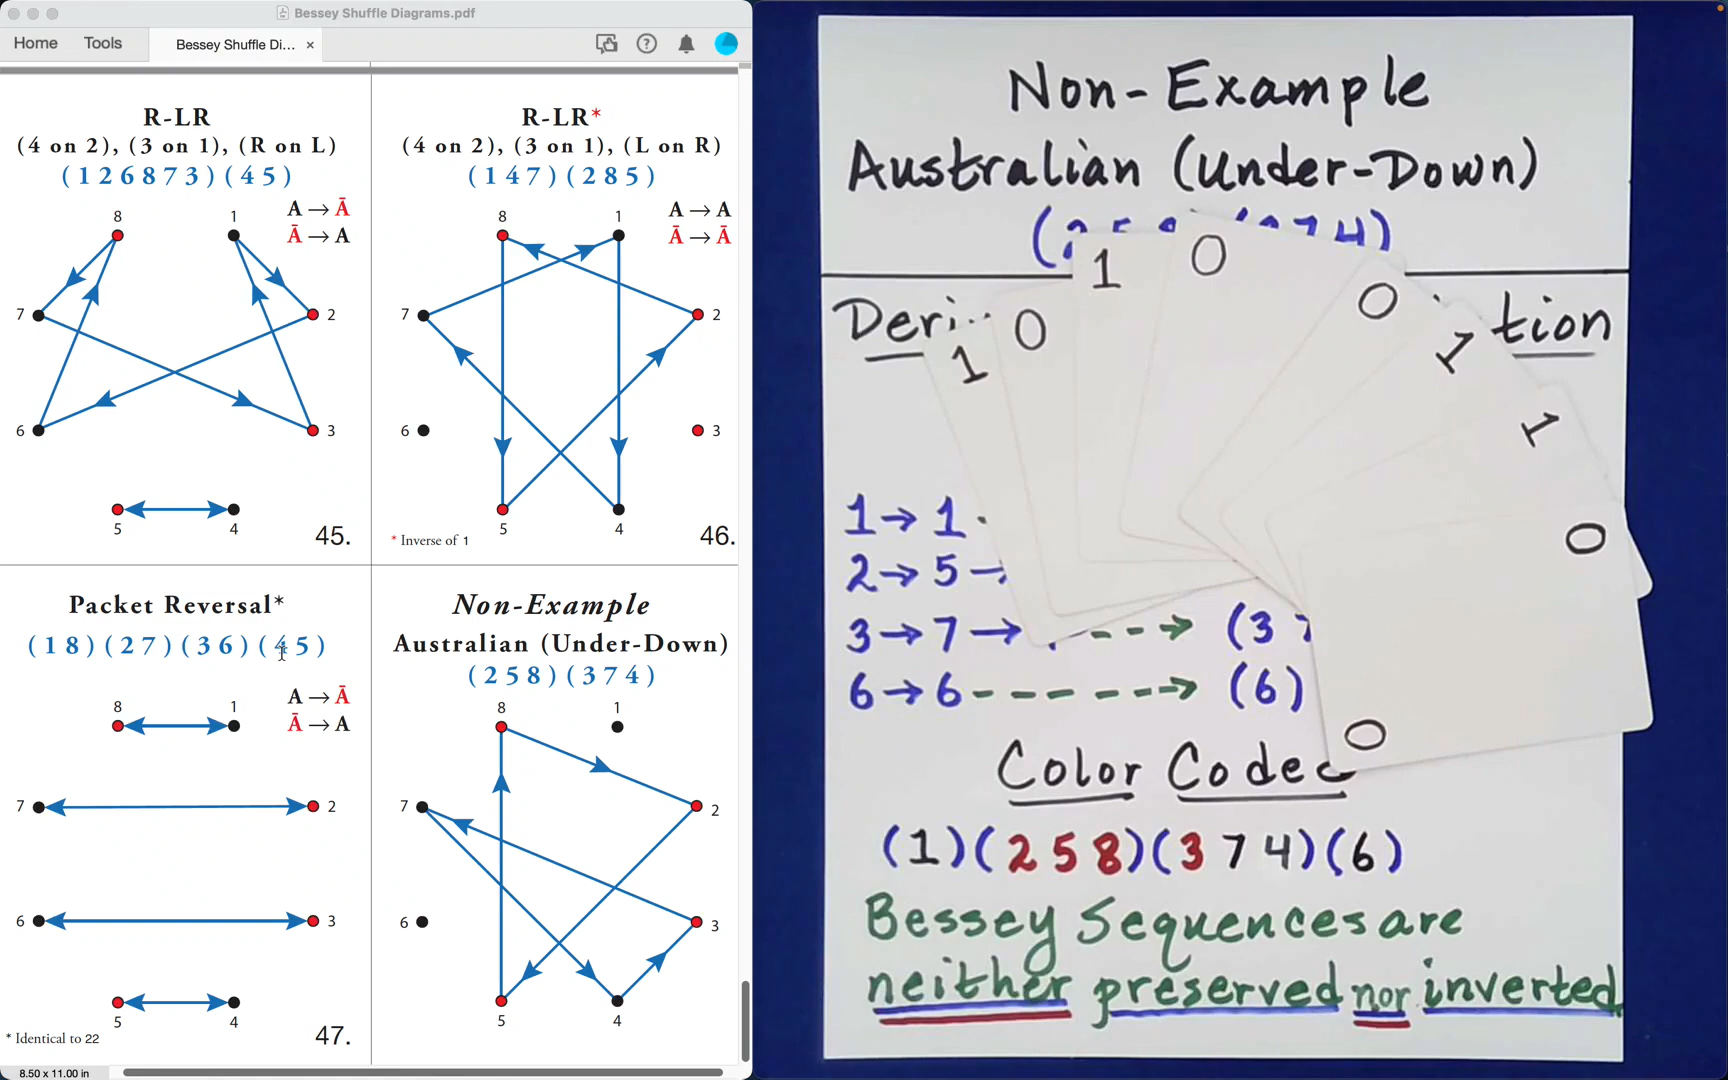 Bessey Shuffle Diagrams.pdf
Home Tools Bessey Shuffle Di... ×
R-LR
(4 on 2), (3 on 1), (R on L)
(1 2 6 8 7 3) (4 5)
A → Ā
Ā → A
8 1
7 2
6 3
5 4
45.
R-LR*
(4 on 2), (3 on 1), (L on R)
(1 4 7) (2 8 5)
A → A
Ā → Ā
8 1
7 2
6 3
5 4
* Inverse of 1
46.
Packet Reversal*
(1 8) (2 7) (3 6) (4 5)
A → Ā
Ā → A
8 1
7 2
6 3
5 4
* Identical to 22
47.
Non-Example
Australian (Under-Down)
(2 5 8) (3 7 4)
8 1
7 2
6 3
5 4
8.50 x 11.00 in
Non-Example
Australian (Under-Down)
74)
tion
1 0 1 0 0 1 1 0
0
1→1
2→5→
3→7→ (3
6→6 → (6)
Color Coded
(1)(258)(374)(6)
Bessey Sequences are
neither preserved nor inverted.